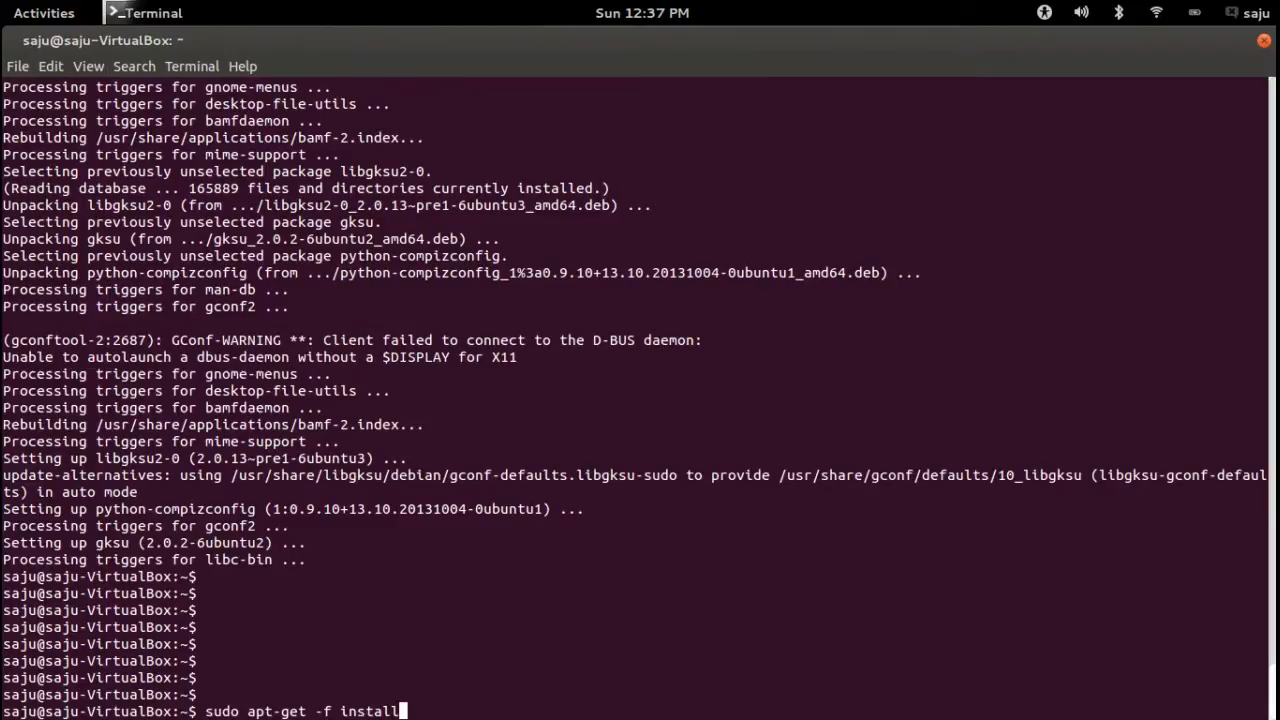 Activities
Terminal
Sun 12:37 PM
saju
saju@saju-VirtualBox: ~
File Edit View Search Terminal Help
Processing triggers for gnome-menus ...
Processing triggers for desktop-file-utils ...
Processing triggers for bamfdaemon ...
Rebuilding /usr/share/applications/bamf-2.index...
Processing triggers for mime-support ...
Selecting previously unselected package libgksu2-0.
(Reading database ... 165889 files and directories currently installed.)
Unpacking libgksu2-0 (from .../libgksu2-0_2.0.13~pre1-6ubuntu3_amd64.deb) ...
Selecting previously unselected package gksu.
Unpacking gksu (from .../gksu_2.0.2-6ubuntu2_amd64.deb) ...
Selecting previously unselected package python-compizconfig.
Unpacking python-compizconfig (from .../python-compizconfig_1%3a0.9.10+13.10.20131004-0ubuntu1_amd64.deb) ...
Processing triggers for man-db ...
Processing triggers for gconf2 ...
(gconftool-2:2687): GConf-WARNING **: Client failed to connect to the D-BUS daemon:
Unable to autolaunch a dbus-daemon without a $DISPLAY for X11
Processing triggers for gnome-menus ...
Processing triggers for desktop-file-utils ...
Processing triggers for bamfdaemon ...
Rebuilding /usr/share/applications/bamf-2.index...
Processing triggers for mime-support ...
Setting up libgksu2-0 (2.0.13~pre1-6ubuntu3) ...
update-alternatives: using /usr/share/libgksu/debian/gconf-defaults.libgksu-sudo to provide /usr/share/gconf/defaults/10_libgksu (libgksu-gconf-defaul
ts) in auto mode
Setting up python-compizconfig (1:0.9.10+13.10.20131004-0ubuntu1) ...
Processing triggers for gconf2 ...
Setting up gksu (2.0.2-6ubuntu2) ...
Processing triggers for libc-bin ...
saju@saju-VirtualBox:~$
saju@saju-VirtualBox:~$
saju@saju-VirtualBox:~$
saju@saju-VirtualBox:~$
saju@saju-VirtualBox:~$
saju@saju-VirtualBox:~$
saju@saju-VirtualBox:~$
saju@saju-VirtualBox:~$
saju@saju-VirtualBox:~$ sudo apt-get -f install